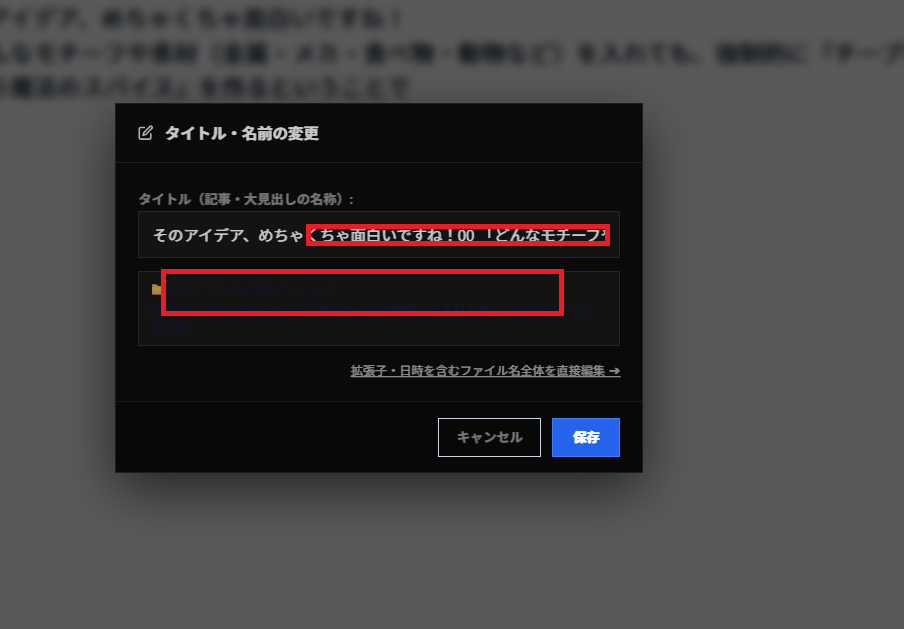 アイデア、めちゃくちゃ面白いですね！
んなモチーフや素材（金属・メカ・食べ物・動物など）を入れても、強制的に『チープ
魔法のスパイス』を作るということで
タイトル・名前の変更
タイトル（記事・大見出しの名称）:
そのアイデア、めちゃくちゃ面白いですね！00 「どんなモチーフ
拡張子・日時を含むファイル名全体を直接編集 →
キャンセル
保存